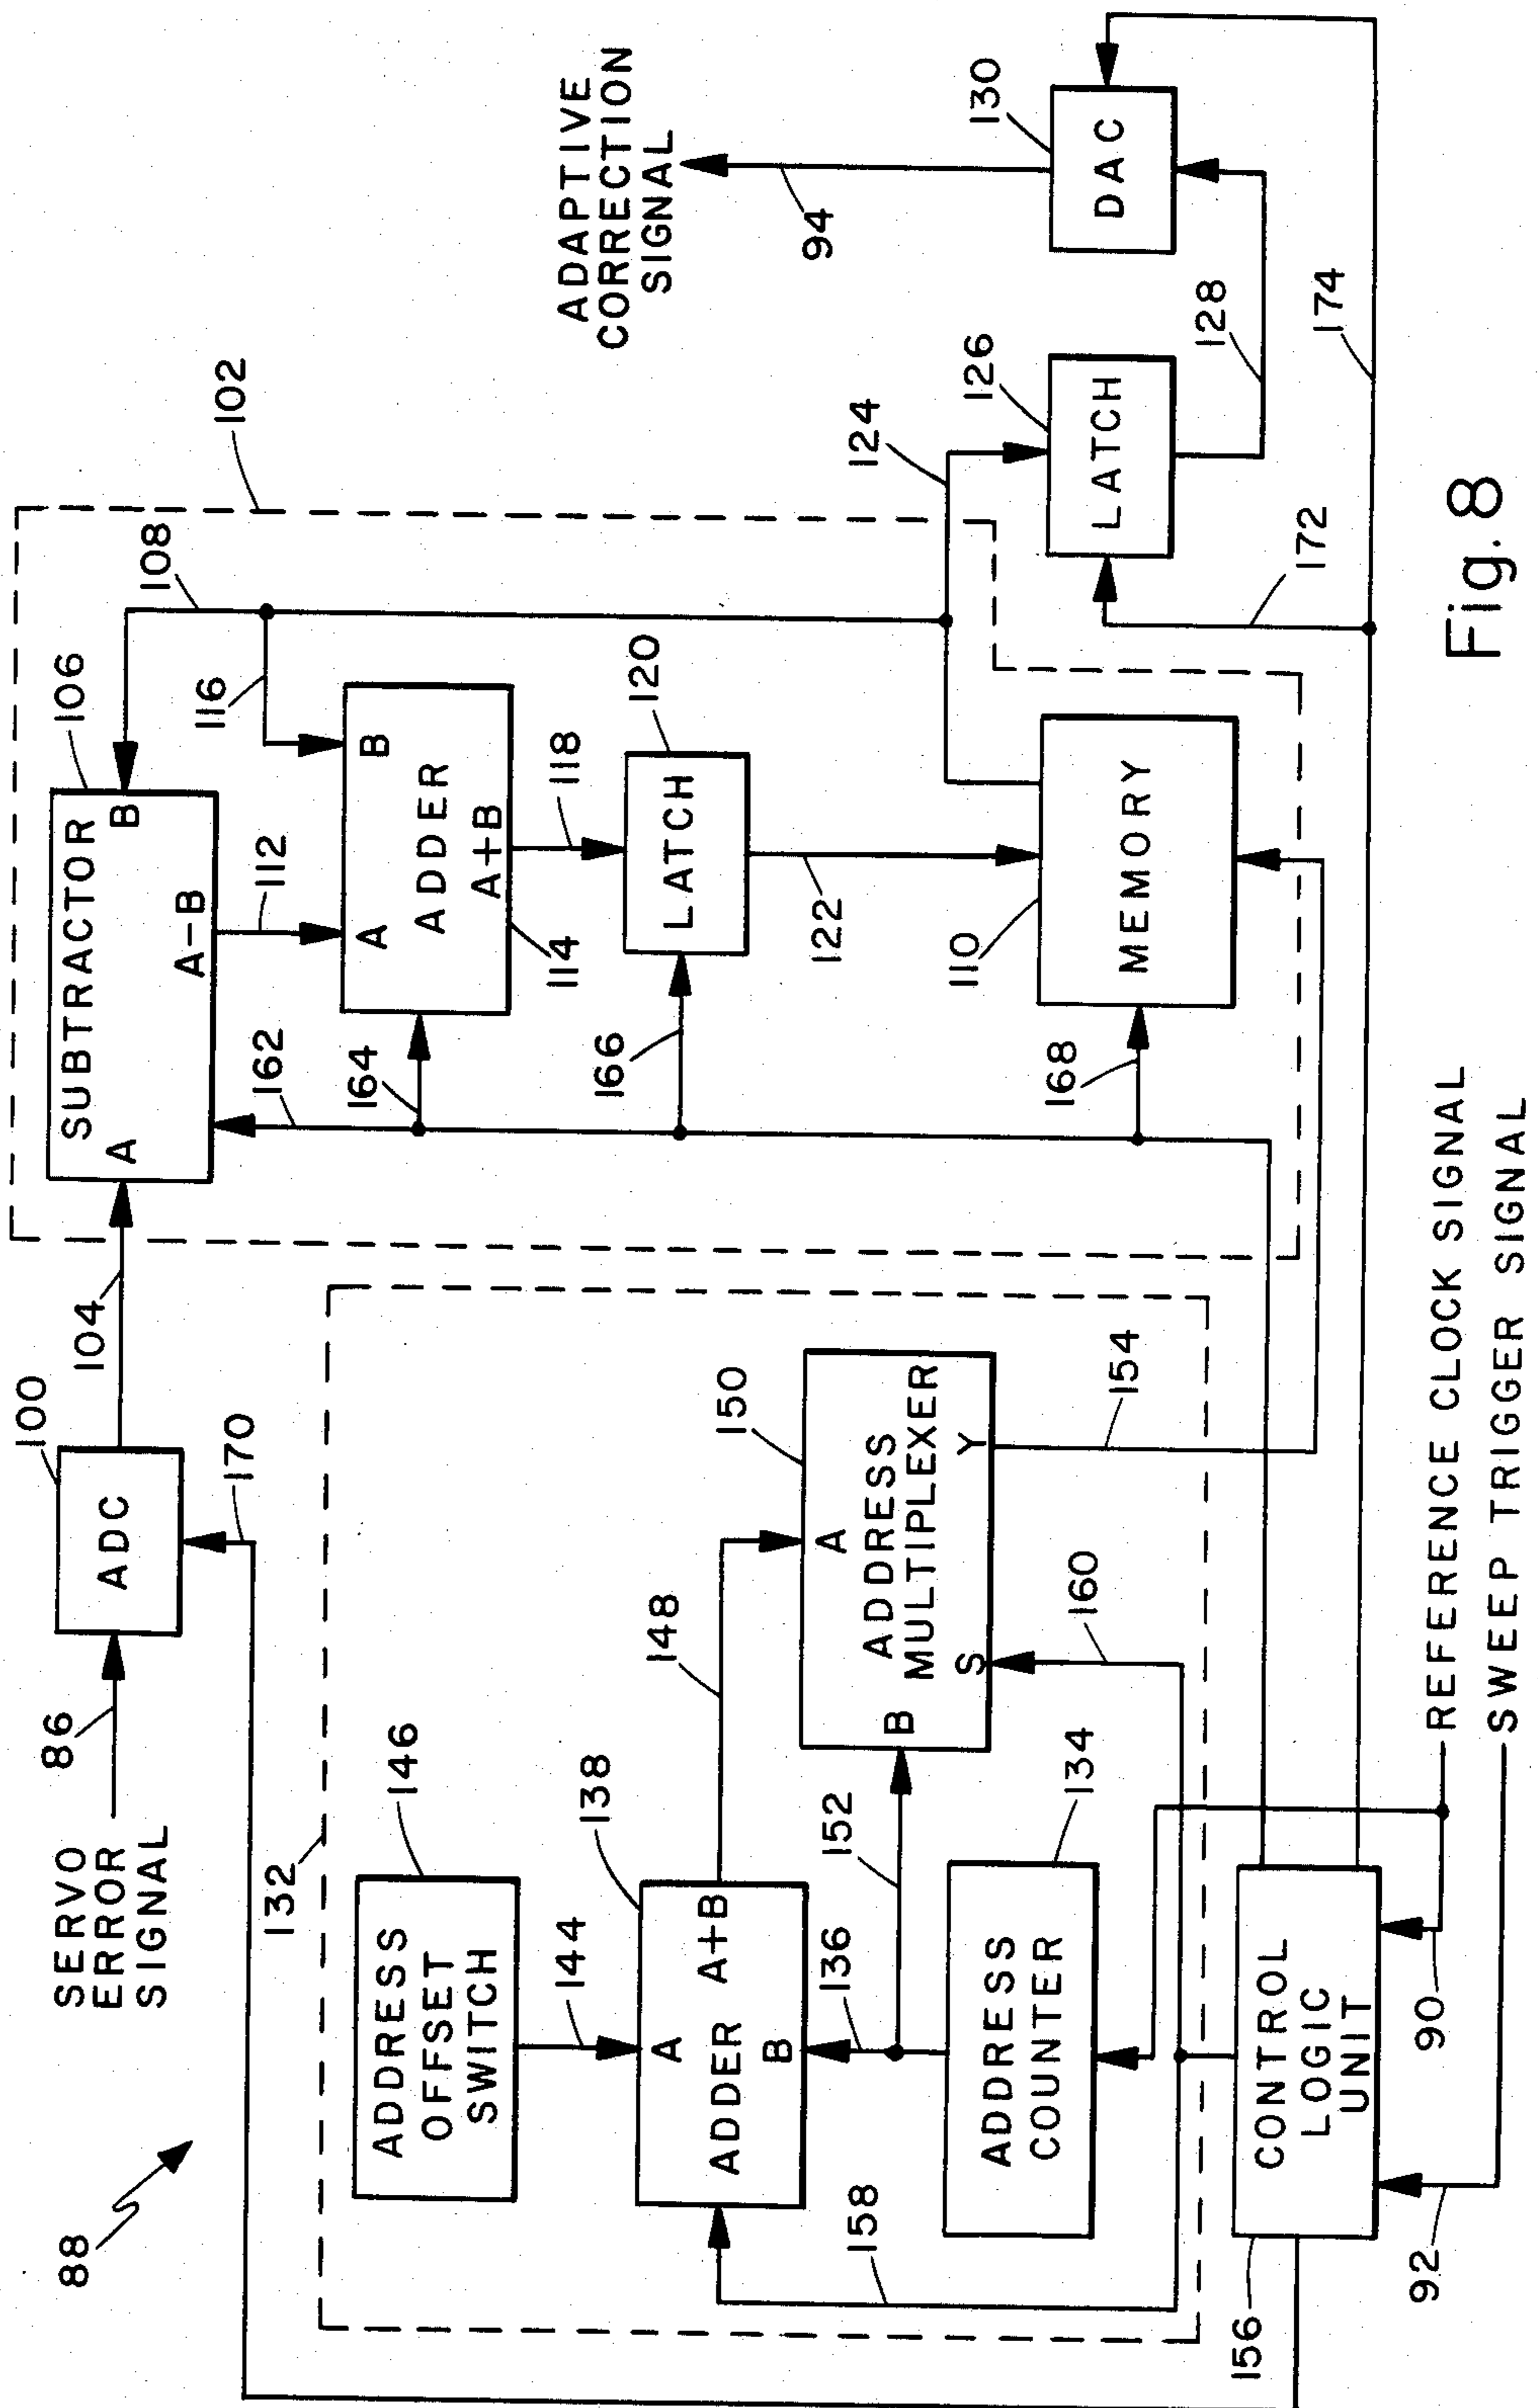 88
SERVO
ERROR
SIGNAL
86
100
ADC
104
170
102
SUBTRACTOR
A
B
A−B
106
108
112
162
116
A
B
ADDER
A+B
114
164
118
120
LATCH
166
122
110
MEMORY
168
124
126
LATCH
172
128
174
130
DAC
94
ADAPTIVE
CORRECTION
SIGNAL
132
146
ADDRESS
OFFSET
SWITCH
144
138
A
A+B
ADDER
B
148
136
152
134
ADDRESS
COUNTER
158
150
A
ADDRESS
MULTIPLEXER
B
S
Y
154
160
156
CONTROL
LOGIC
UNIT
90
92
REFERENCE CLOCK SIGNAL
SWEEP TRIGGER SIGNAL
Fig. 8